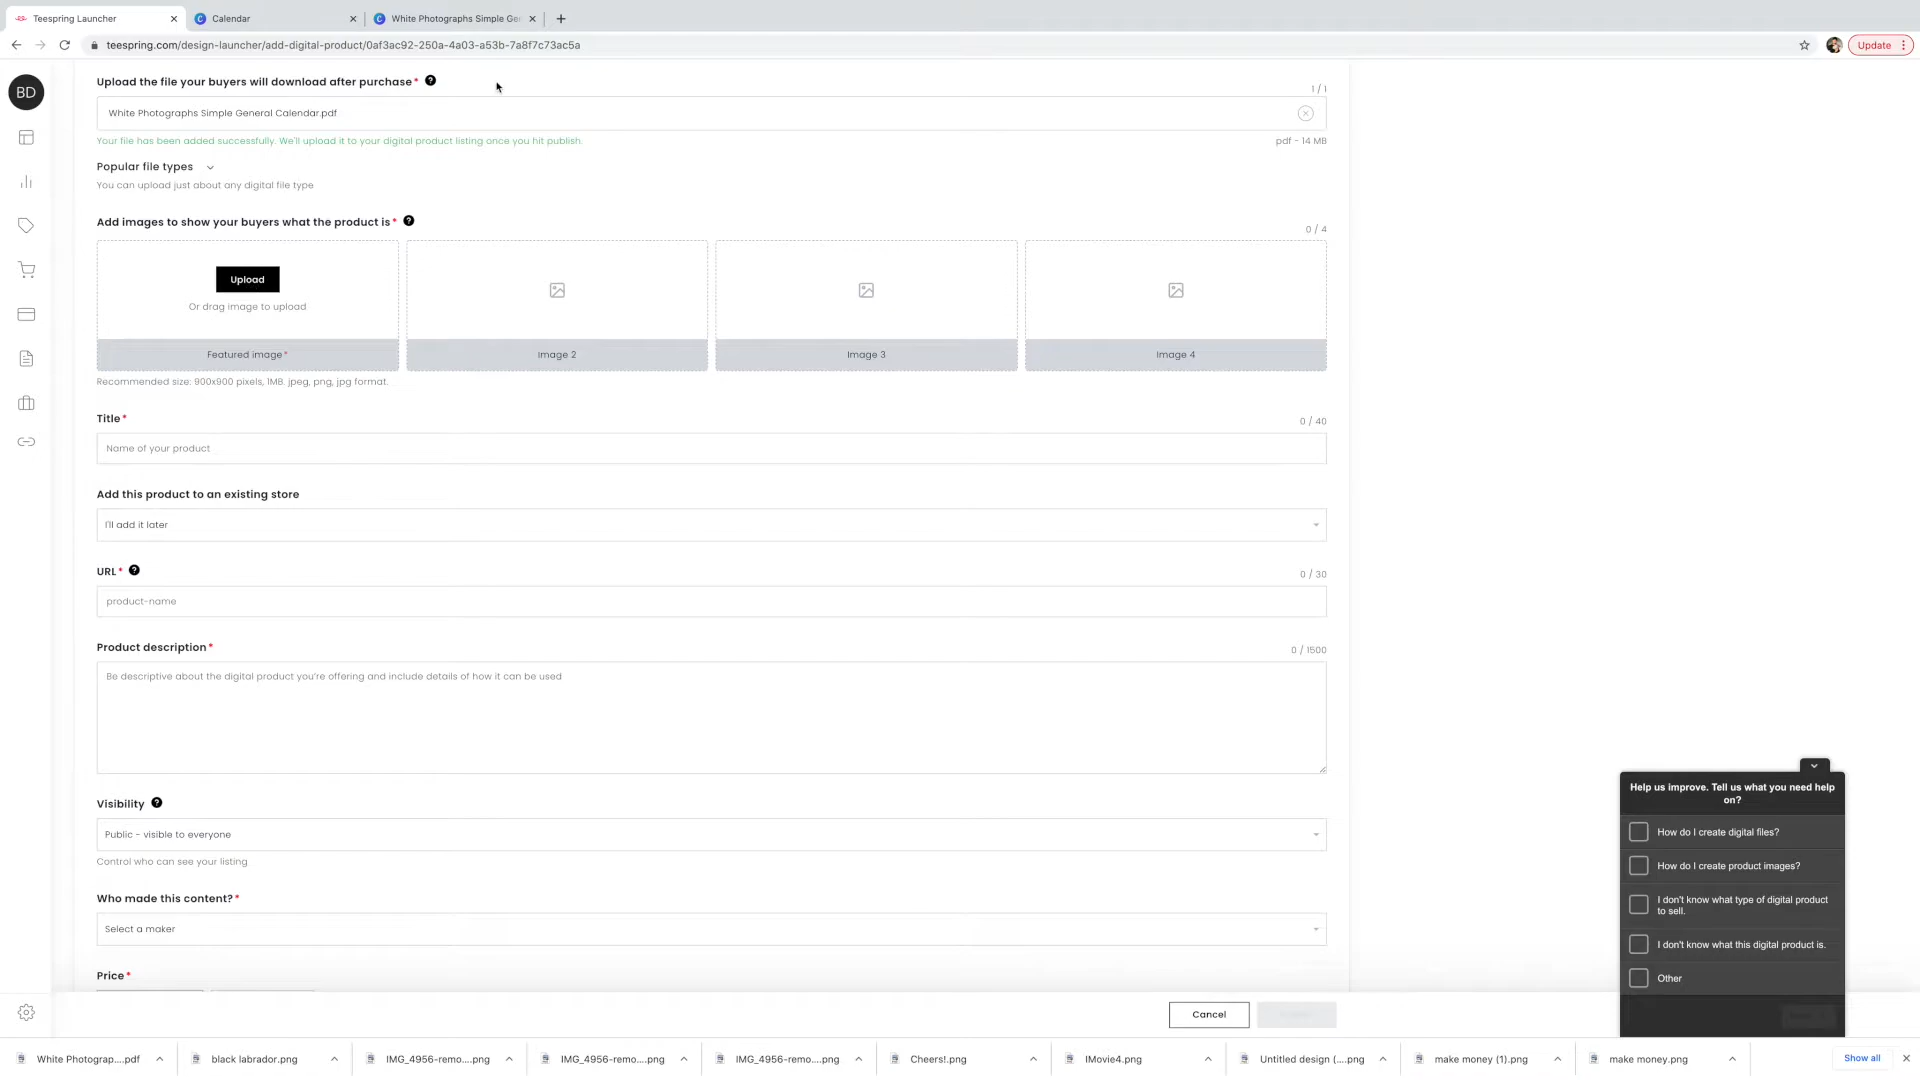 Teespring Launcher
Calendar
White Photographs Simple Ge
teespring.com/design-launcher/add-digital-product/0af3ac92-250a-4a03-a53b-7a8f7c73ac5a
Update
BD
Upload the file your buyers will download after purchase*
1 / 1
White Photographs Simple General Calendar.pdf
Your file has been added successfully. We'll upload it to your digital product listing once you hit publish.
pdf - 14 MB
Popular file types
You can upload just about any digital file type
Add images to show your buyers what the product is*
0 / 4
Upload
Or drag image to upload
Featured image*
Image 2
Image 3
Image 4
Recommended size: 900x900 pixels, 1MB. jpeg, png, jpg format.
Title*
0 / 40
Name of your product
Add this product to an existing store
I'll add it later
URL*
0 / 30
product-name
Product description*
0 / 1500
Be descriptive about the digital product you're offering and include details of how it can be used
Visibility
Public - visible to everyone
Control who can see your listing
Who made this content?*
Select a maker
Price*
Cancel
Help us improve. Tell us what you need help
on?
How do I create digital files?
How do I create product images?
I don't know what type of digital product
to sell.
I don't know what this digital product is.
Other
White Photograp....pdf
black labrador.png
IMG_4956-remo....png
IMG_4956-remo....png
IMG_4956-remo....png
Cheers!.png
IMovie4.png
Untitled design (....png
make money (1).png
make money.png
Show all